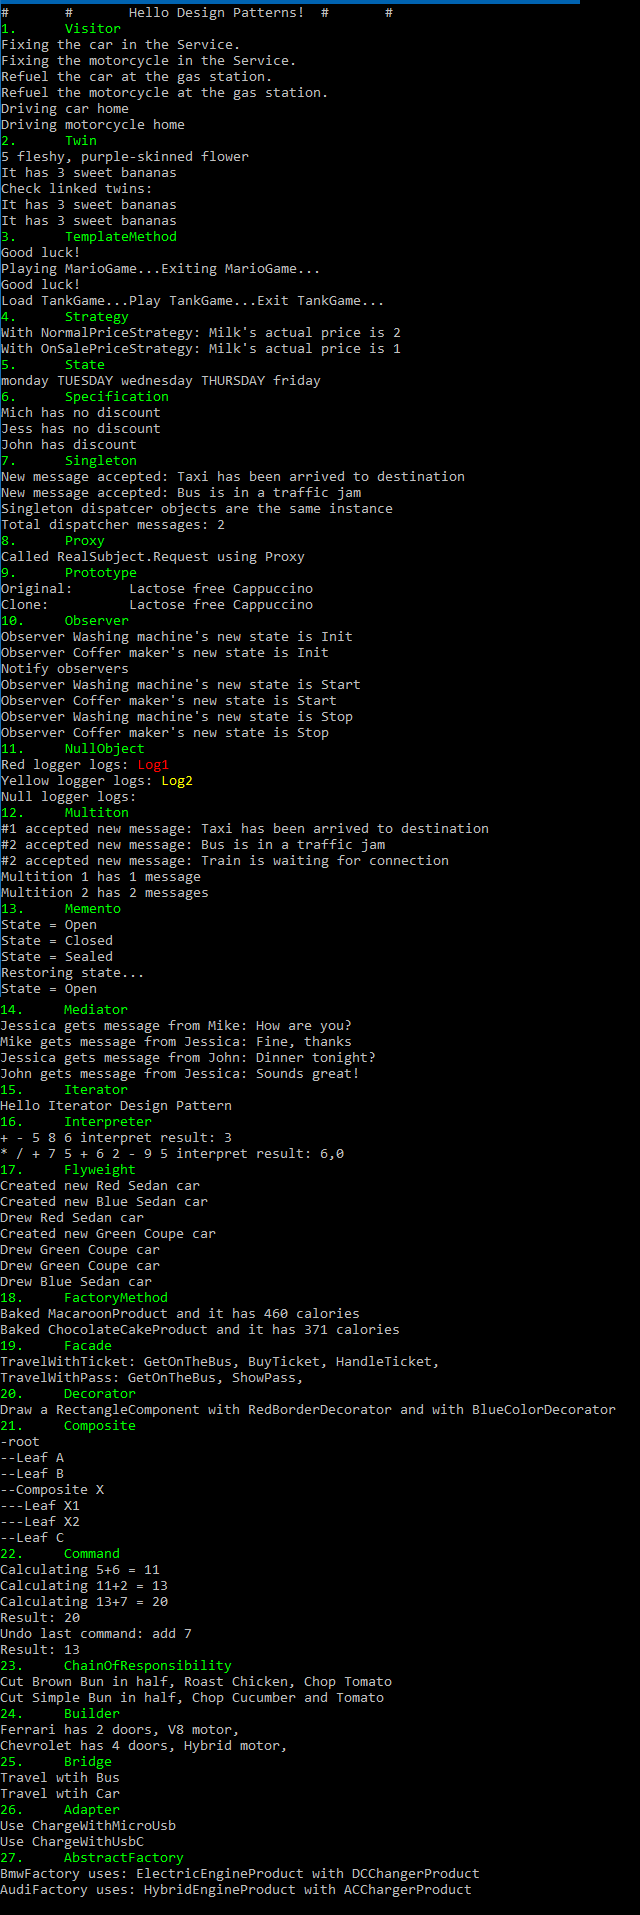 #       #       Hello Design Patterns!  #       #
1.      Visitor
Fixing the car in the Service.
Fixing the motorcycle in the Service.
Refuel the car at the gas station.
Refuel the motorcycle at the gas station.
Driving car home
Driving motorcycle home
2.      Twin
5 fleshy, purple-skinned flower
It has 3 sweet bananas
Check linked twins:
It has 3 sweet bananas
It has 3 sweet bananas
3.      TemplateMethod
Good luck!
Playing MarioGame...Exiting MarioGame...
Good luck!
Load TankGame...Play TankGame...Exit TankGame...
4.      Strategy
With NormalPriceStrategy: Milk's actual price is 2
With OnSalePriceStrategy: Milk's actual price is 1
5.      State
monday TUESDAY wednesday THURSDAY friday
6.      Specification
Mich has no discount
Jess has no discount
John has discount
7.      Singleton
New message accepted: Taxi has been arrived to destination
New message accepted: Bus is in a traffic jam
Singleton dispatcer objects are the same instance
Total dispatcher messages: 2
8.      Proxy
Called RealSubject.Request using Proxy
9.      Prototype
Original:       Lactose free Cappuccino
Clone:          Lactose free Cappuccino
10.     Observer
Observer Washing machine's new state is Init
Observer Coffer maker's new state is Init
Notify observers
Observer Washing machine's new state is Start
Observer Coffer maker's new state is Start
Observer Washing machine's new state is Stop
Observer Coffer maker's new state is Stop
11.     NullObject
Red logger logs: Log1
Yellow logger logs: Log2
Null logger logs:
12.     Multiton
#1 accepted new message: Taxi has been arrived to destination
#2 accepted new message: Bus is in a traffic jam
#2 accepted new message: Train is waiting for connection
Multition 1 has 1 message
Multition 2 has 2 messages
13.     Memento
State = Open
State = Closed
State = Sealed
Restoring state...
State = Open
14.     Mediator
Jessica gets message from Mike: How are you?
Mike gets message from Jessica: Fine, thanks
Jessica gets message from John: Dinner tonight?
John gets message from Jessica: Sounds great!
15.     Iterator
Hello Iterator Design Pattern
16.     Interpreter
+ - 5 8 6 interpret result: 3
* / + 7 5 + 6 2 - 9 5 interpret result: 6,0
17.     Flyweight
Created new Red Sedan car
Created new Blue Sedan car
Drew Red Sedan car
Created new Green Coupe car
Drew Green Coupe car
Drew Green Coupe car
Drew Blue Sedan car
18.     FactoryMethod
Baked MacaroonProduct and it has 460 calories
Baked ChocolateCakeProduct and it has 371 calories
19.     Facade
TravelWithTicket: GetOnTheBus, BuyTicket, HandleTicket,
TravelWithPass: GetOnTheBus, ShowPass,
20.     Decorator
Draw a RectangleComponent with RedBorderDecorator and with BlueColorDecorator
21.     Composite
-root
--Leaf A
--Leaf B
--Composite X
---Leaf X1
---Leaf X2
--Leaf C
22.     Command
Calculating 5+6 = 11
Calculating 11+2 = 13
Calculating 13+7 = 20
Result: 20
Undo last command: add 7
Result: 13
23.     ChainOfResponsibility
Cut Brown Bun in half, Roast Chicken, Chop Tomato
Cut Simple Bun in half, Chop Cucumber and Tomato
24.     Builder
Ferrari has 2 doors, V8 motor,
Chevrolet has 4 doors, Hybrid motor,
25.     Bridge
Travel wtih Bus
Travel wtih Car
26.     Adapter
Use ChargeWithMicroUsb
Use ChargeWithUsbC
27.     AbstractFactory
BmwFactory uses: ElectricEngineProduct with DCChangerProduct
AudiFactory uses: HybridEngineProduct with ACChargerProduct